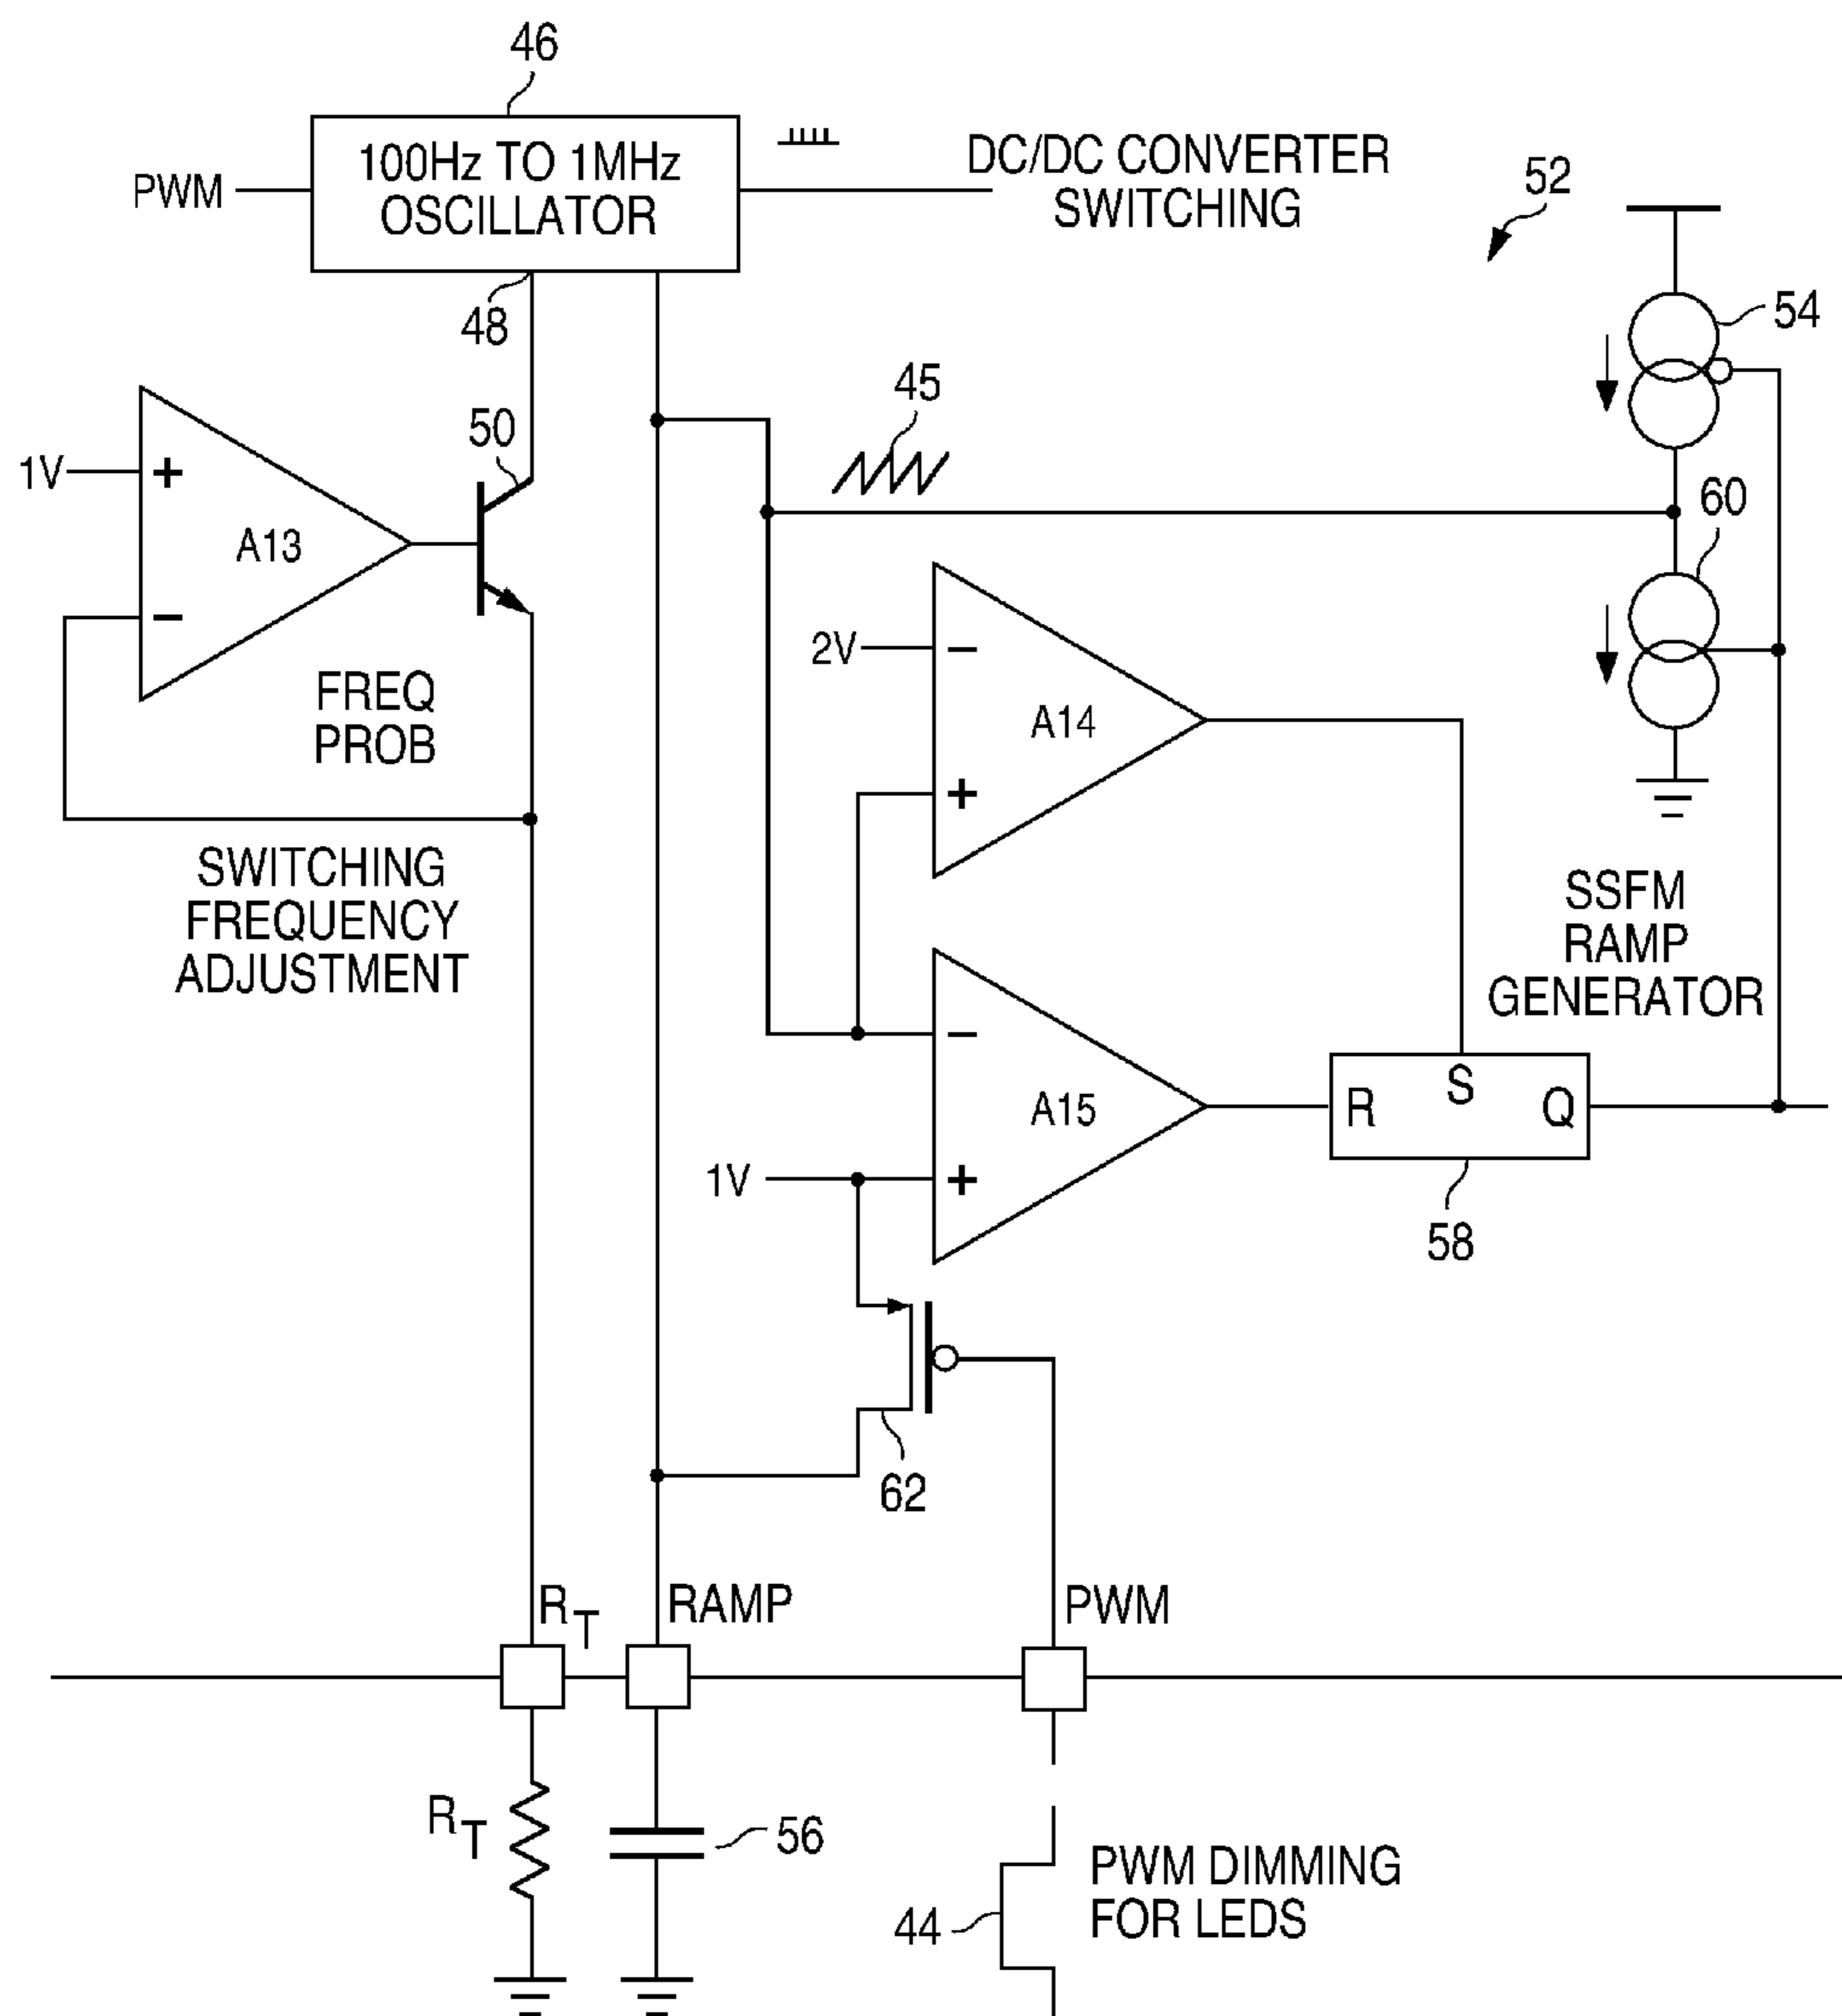 46
100Hz TO 1MHz
OSCILLATOR
PWM
DC/DC CONVERTER
SWITCHING
52
48
54
45
50
1V
+
A13
−
60
FREQ
PROB
2V
−
A14
+
SWITCHING
FREQUENCY
ADJUSTMENT
SSFM
RAMP
GENERATOR
−
A15
R
S
Q
1V
+
58
62
RT
RAMP
PWM
RT
56
PWM DIMMING
FOR LEDS
44